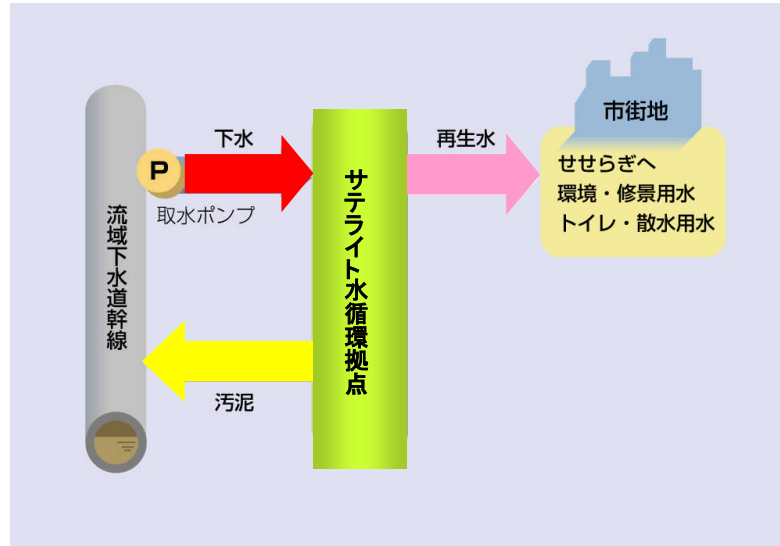 流域下水道幹線
P
取水ポンプ
下水
汚泥
サテライト水循環拠点
再生水
市街地
せせらぎへ
環境・修景用水
トイレ・散水用水